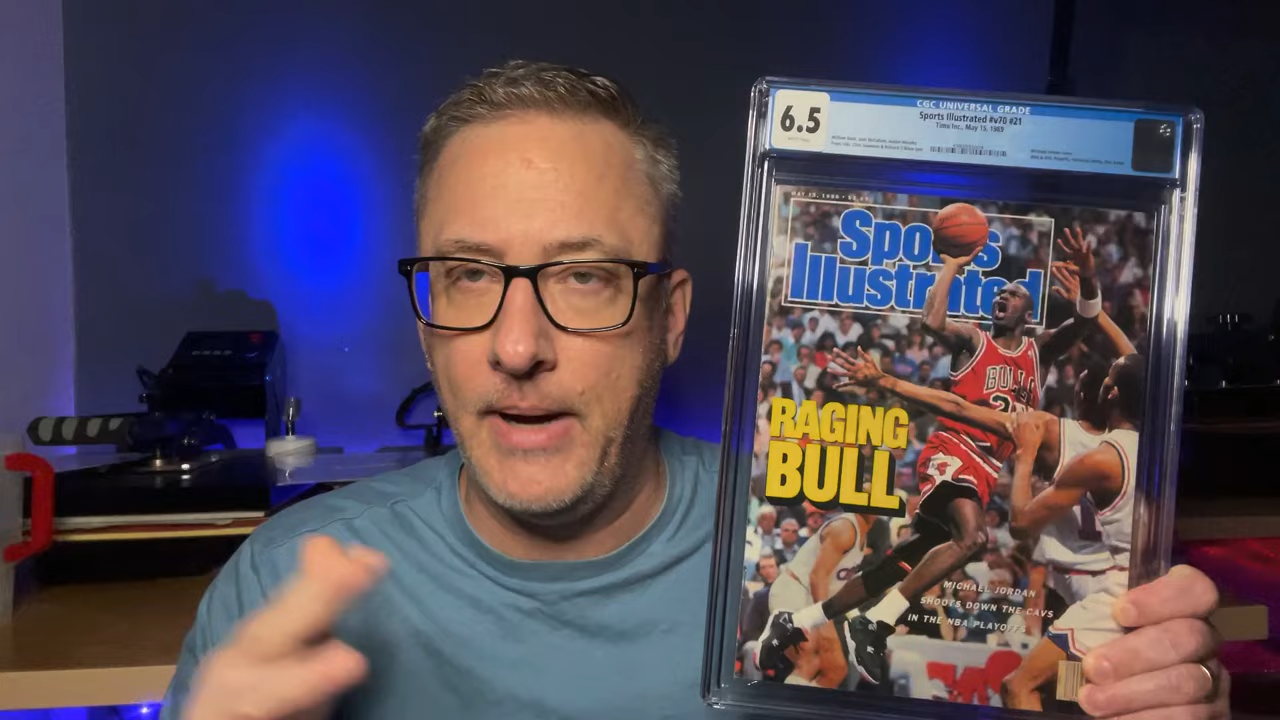 CGC UNIVERSAL GRADE
6.5
Sports Illustrated #v70 #21
Time Inc., May 15, 1989
Sports
Illustrated
BULLS
RAGING
BULL
MICHAEL JORDAN
SHOOTS DOWN THE CAVS
IN THE NBA PLAYOFFS